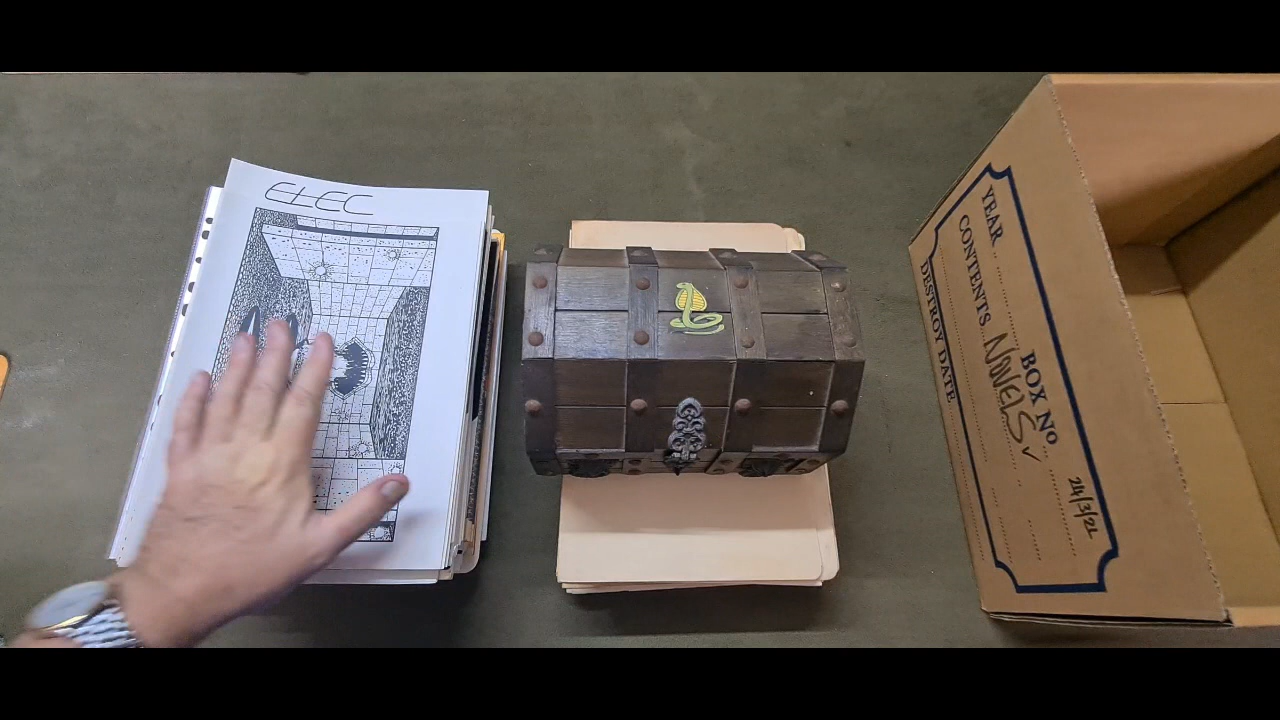 ELEC
YEAR
CONTENTS NOVELS ✓
DESTROY DATE
BOX Nº
24/3/22